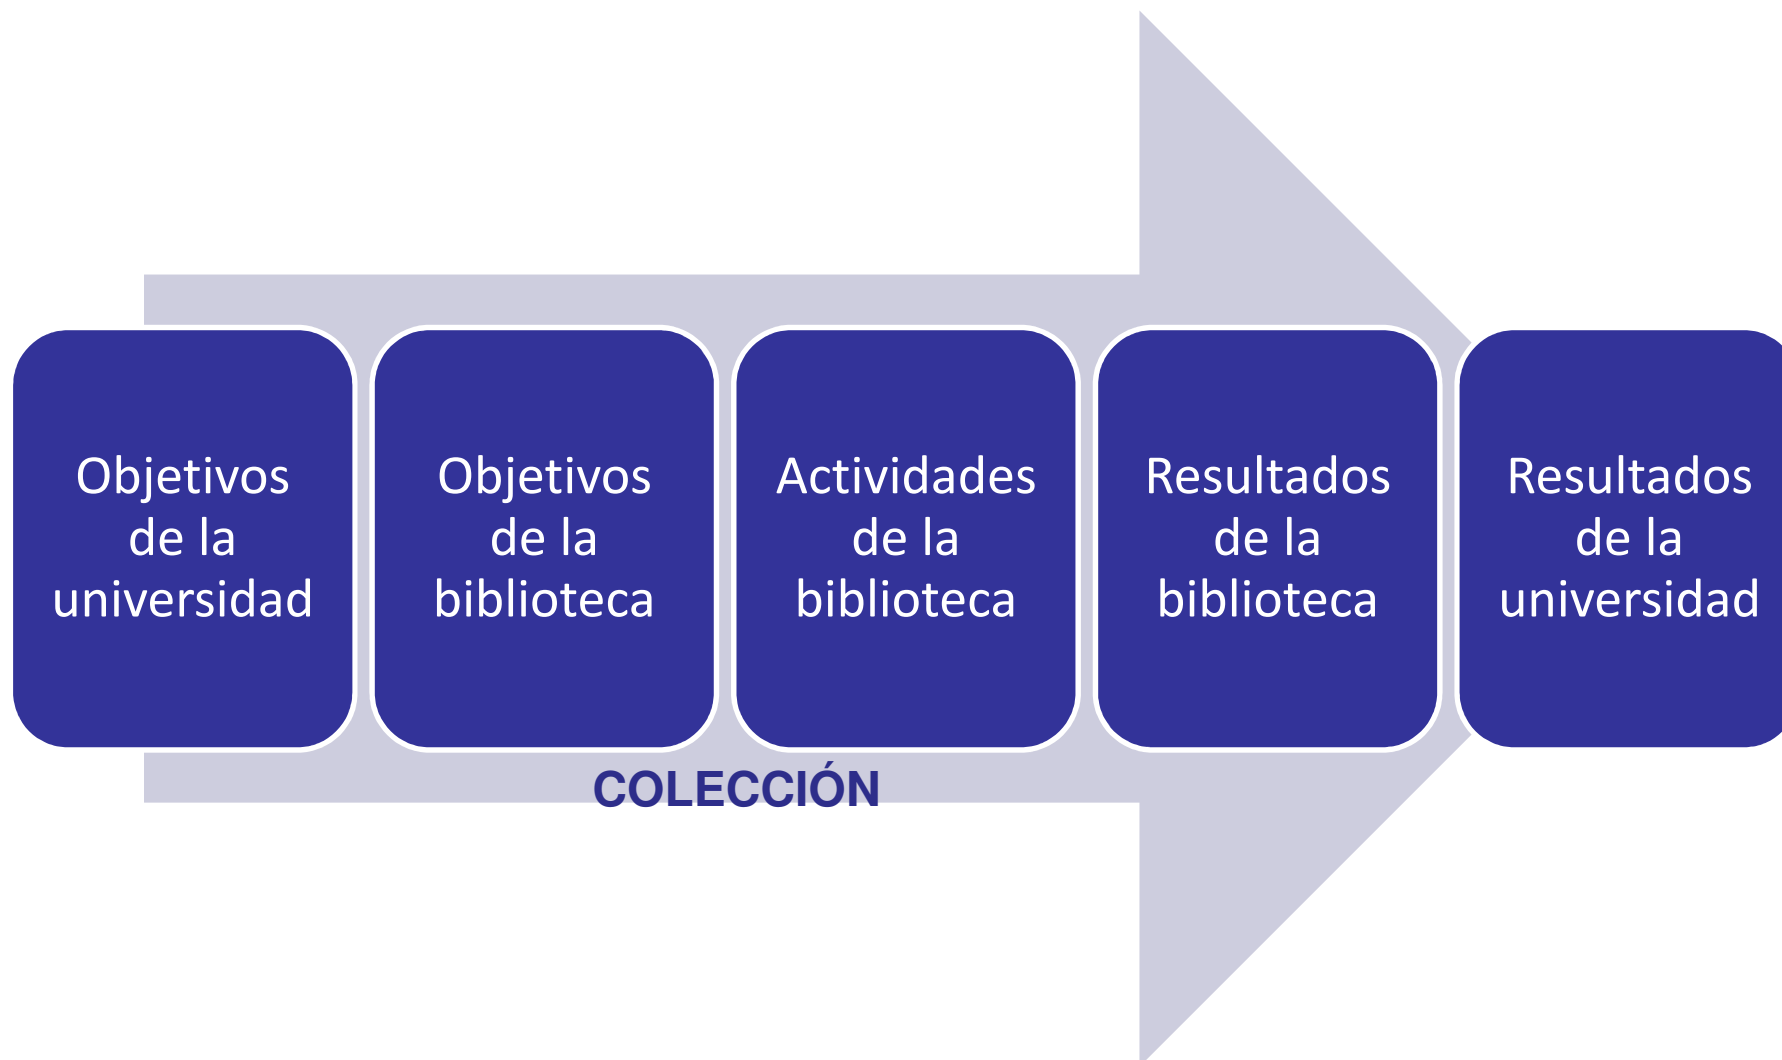 Objetivos
de la
universidad
Objetivos
de la
biblioteca
Actividades
de la
biblioteca
Resultados
de la
biblioteca
Resultados
de la
universidad
COLECCIÓN